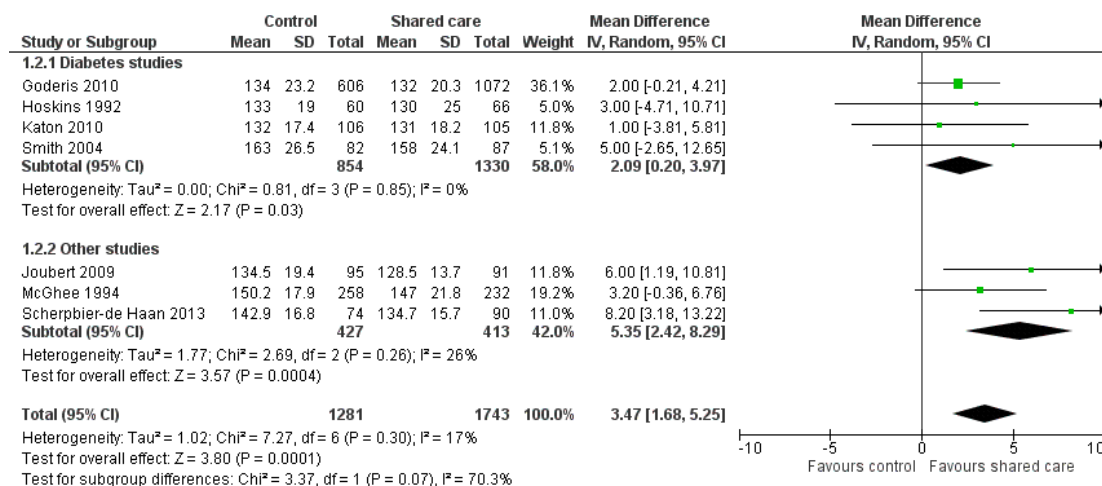 Control Shared care Mean Difference Mean Difference
Study or Subgroup Mean SD Total Mean SD Total Weight IV, Random, 95% CI IV, Random, 95% CI
1.2.1 Diabetes studies
Goderis 2010 134 23.2 606 132 20.3 1072 36.1% 2.00 [-0.21, 4.21]
Hoskins 1992 133 19 60 130 25 66 5.0% 3.00 [-4.71, 10.71]
Katon 2010 132 17.4 106 131 18.2 105 11.8% 1.00 [-3.81, 5.81]
Smith 2004 163 26.5 82 158 24.1 87 5.1% 5.00 [-2.65, 12.65]
Subtotal (95% CI) 854 1330 58.0% 2.09 [0.20, 3.97]
Heterogeneity: Tau² = 0.00; Chi² = 0.81, df = 3 (P = 0.85); I² = 0%
Test for overall effect: Z = 2.17 (P = 0.03)
1.2.2 Other studies
Joubert 2009 134.5 19.4 95 128.5 13.7 91 11.8% 6.00 [1.19, 10.81]
McGhee 1994 150.2 17.9 258 147 21.8 232 19.2% 3.20 [-0.36, 6.76]
Scherpbier-de Haan 2013 142.9 16.8 74 134.7 15.7 90 11.0% 8.20 [3.18, 13.22]
Subtotal (95% CI) 427 413 42.0% 5.35 [2.42, 8.29]
Heterogeneity: Tau² = 1.77; Chi² = 2.69, df = 2 (P = 0.26); I² = 26%
Test for overall effect: Z = 3.57 (P = 0.0004)
Total (95% CI) 1281 1743 100.0% 3.47 [1.68, 5.25]
Heterogeneity: Tau² = 1.02; Chi² = 7.27, df = 6 (P = 0.30); I² = 17%
Test for overall effect: Z = 3.80 (P = 0.0001)
Test for subgroup differences: Chi² = 3.37, df = 1 (P = 0.07), I² = 70.3%
-10 -5 0 5 10
Favours control Favours shared care